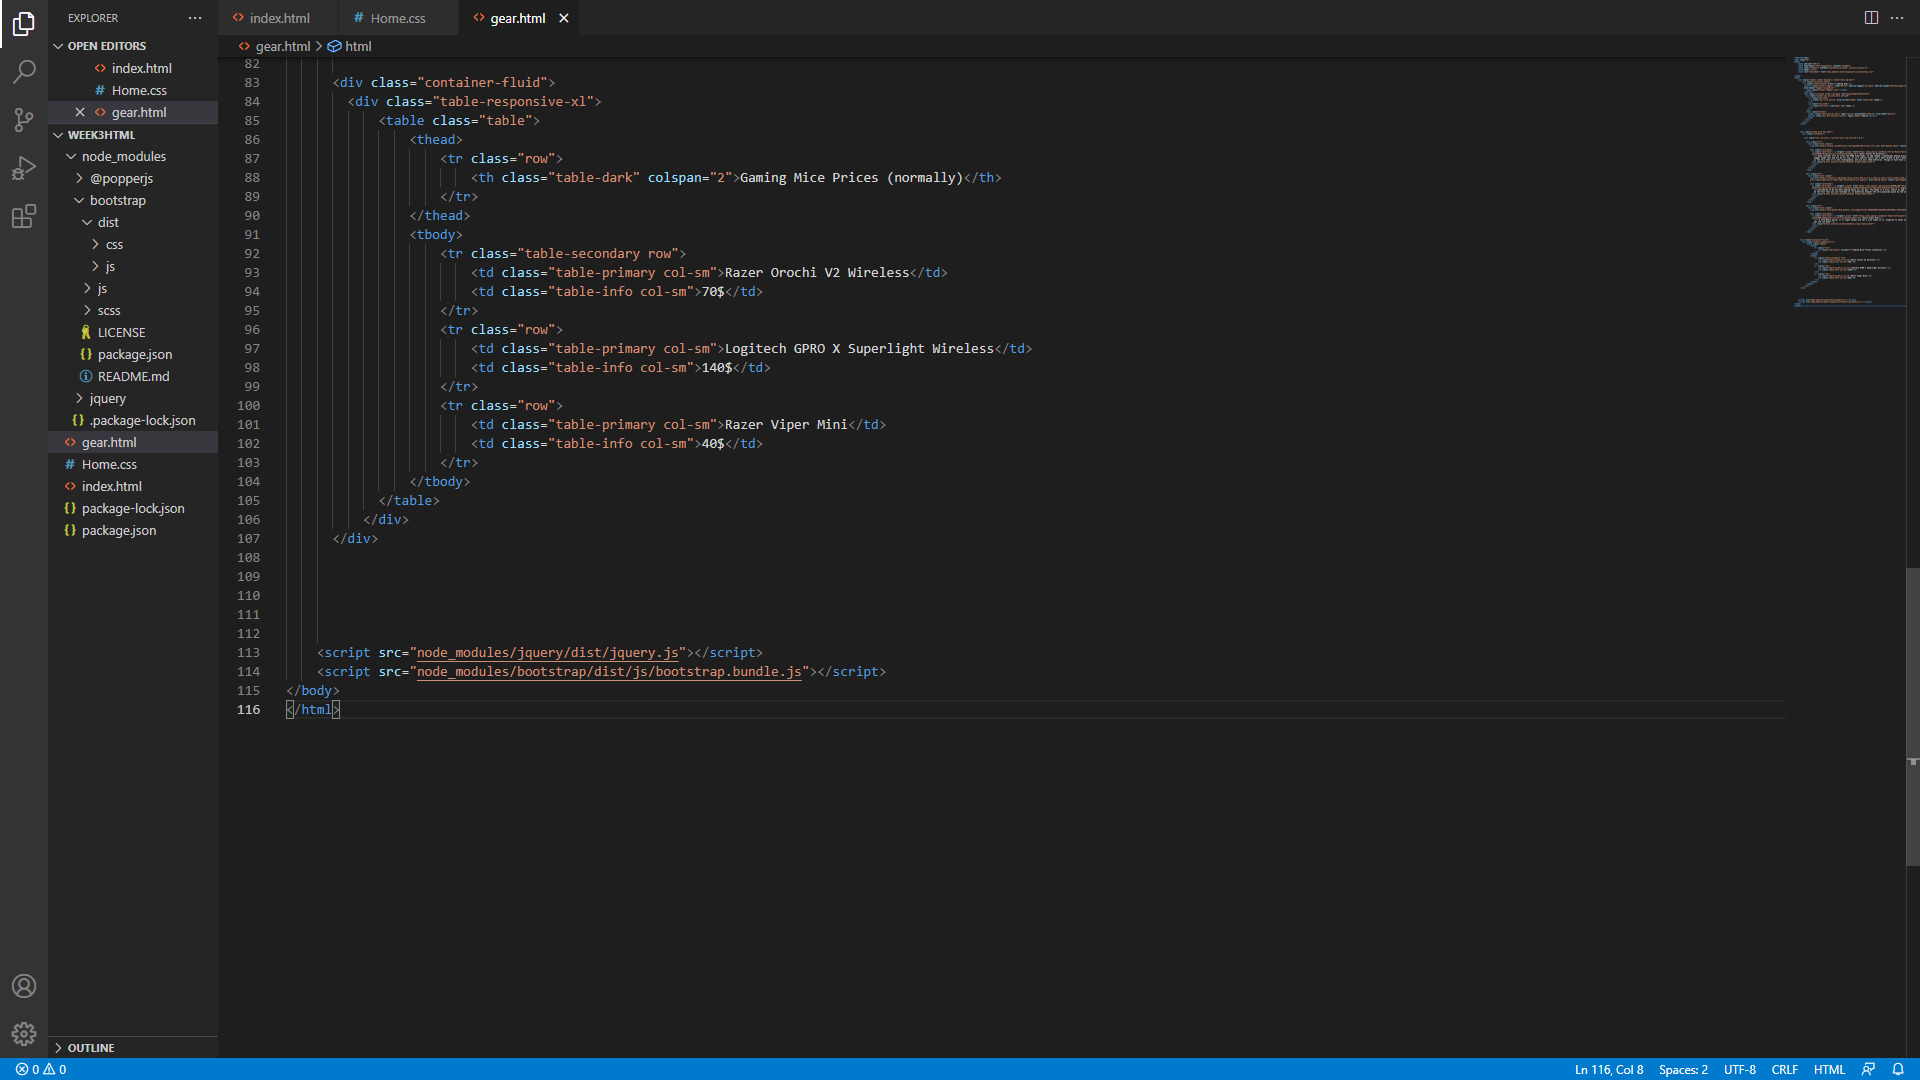 EXPLORER
OPEN EDITORS
index.html
Home.css
gear.html
WEEK3HTML
node_modules
@popperjs
bootstrap
dist
css
js
js
scss
LICENSE
package.json
README.md
jquery
.package-lock.json
gear.html
Home.css
index.html
package-lock.json
package.json
OUTLINE
index.html Home.css gear.html
gear.html > html
82
83 <div class="container-fluid">
84 <div class="table-responsive-xl">
85 <table class="table">
86 <thead>
87 <tr class="row">
88 <th class="table-dark" colspan="2">Gaming Mice Prices (normally)</th>
89 </tr>
90 </thead>
91 <tbody>
92 <tr class="table-secondary row">
93 <td class="table-primary col-sm">Razer Orochi V2 Wireless</td>
94 <td class="table-info col-sm">70$</td>
95 </tr>
96 <tr class="row">
97 <td class="table-primary col-sm">Logitech GPRO X Superlight Wireless</td>
98 <td class="table-info col-sm">140$</td>
99 </tr>
100 <tr class="row">
101 <td class="table-primary col-sm">Razer Viper Mini</td>
102 <td class="table-info col-sm">40$</td>
103 </tr>
104 </tbody>
105 </table>
106 </div>
107 </div>
108
109
110
111
112
113 <script src="node_modules/jquery/dist/jquery.js"></script>
114 <script src="node_modules/bootstrap/dist/js/bootstrap.bundle.js"></script>
115 </body>
116 </html>
0 0 Ln 116, Col 8 Spaces: 2 UTF-8 CRLF HTML